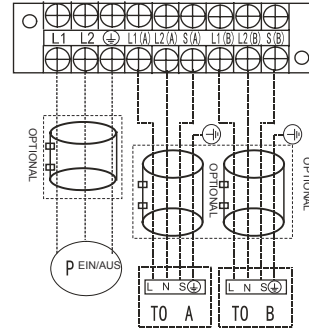 L1 L2 L1(A) L2(A) S(A) L1(B) L2(B) S(B)
OPTIONAL
OPTIONAL
OPTIONAL
P EIN/AUS
L N S
L N S
TO A
TO B